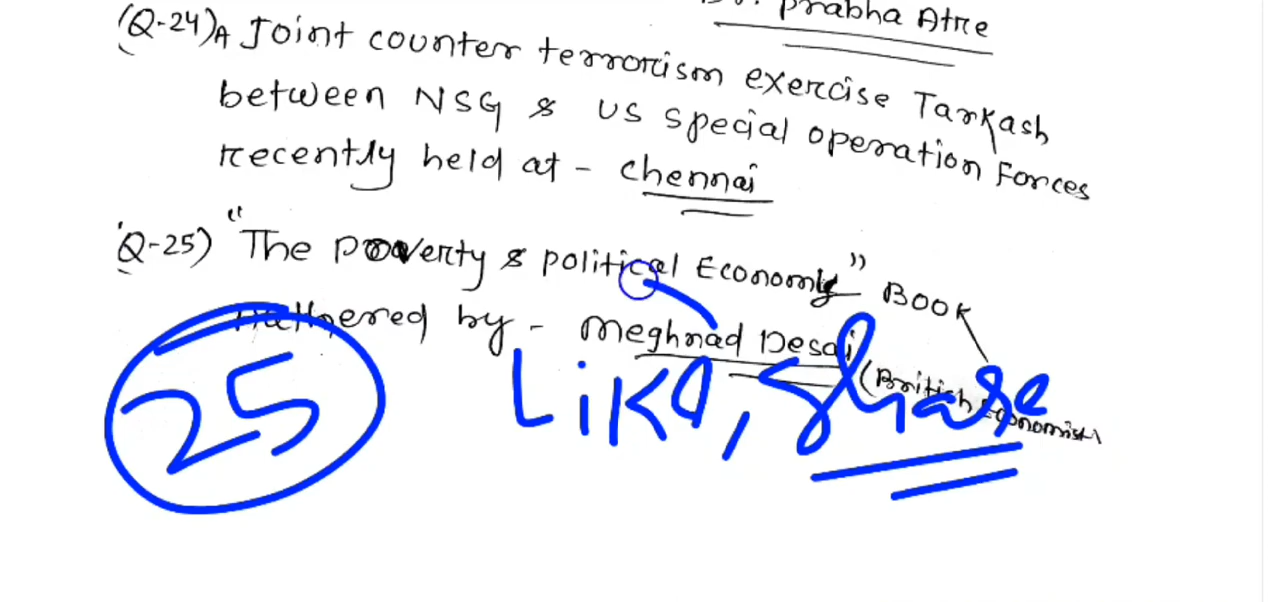 Prabha Atre
(Q-24) A Joint counter terrorism exercise Tarkash
between NSG & US special operation Forces
recently held at - Chennai
Q-25) "The Poverty & political Economy" Book
by - Meghnad Desai (British Economist)
25 Like, Share